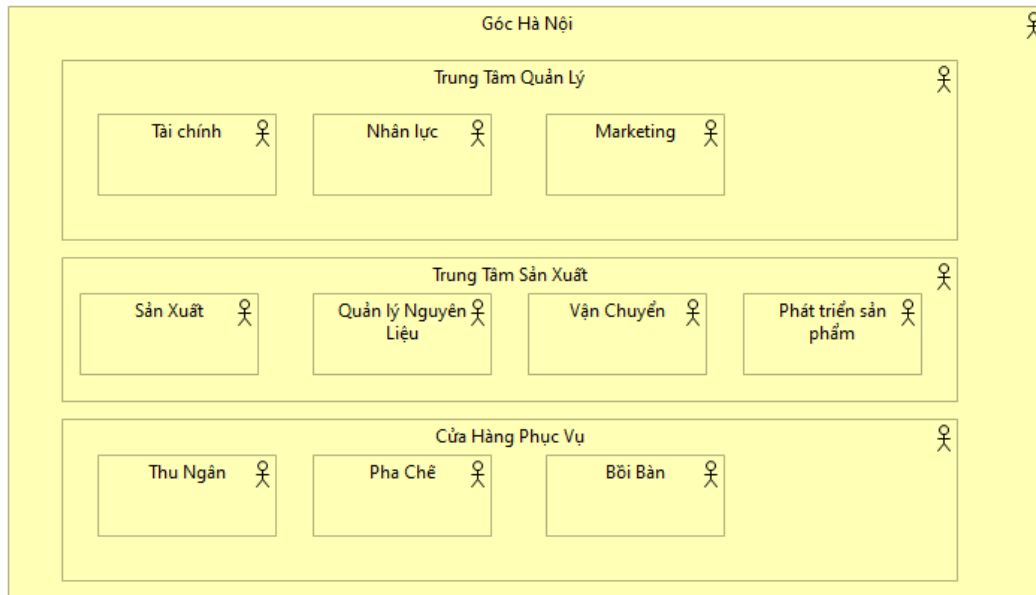 Góc Hà Nội
Trung Tâm Quản Lý
Tài chính
Nhân lực
Marketing
Trung Tâm Sản Xuất
Sản Xuất
Quản lý Nguyên
Liệu
Vận Chuyển
Phát triển sản
phẩm
Cửa Hàng Phục Vụ
Thu Ngân
Pha Chế
Bồi Bàn